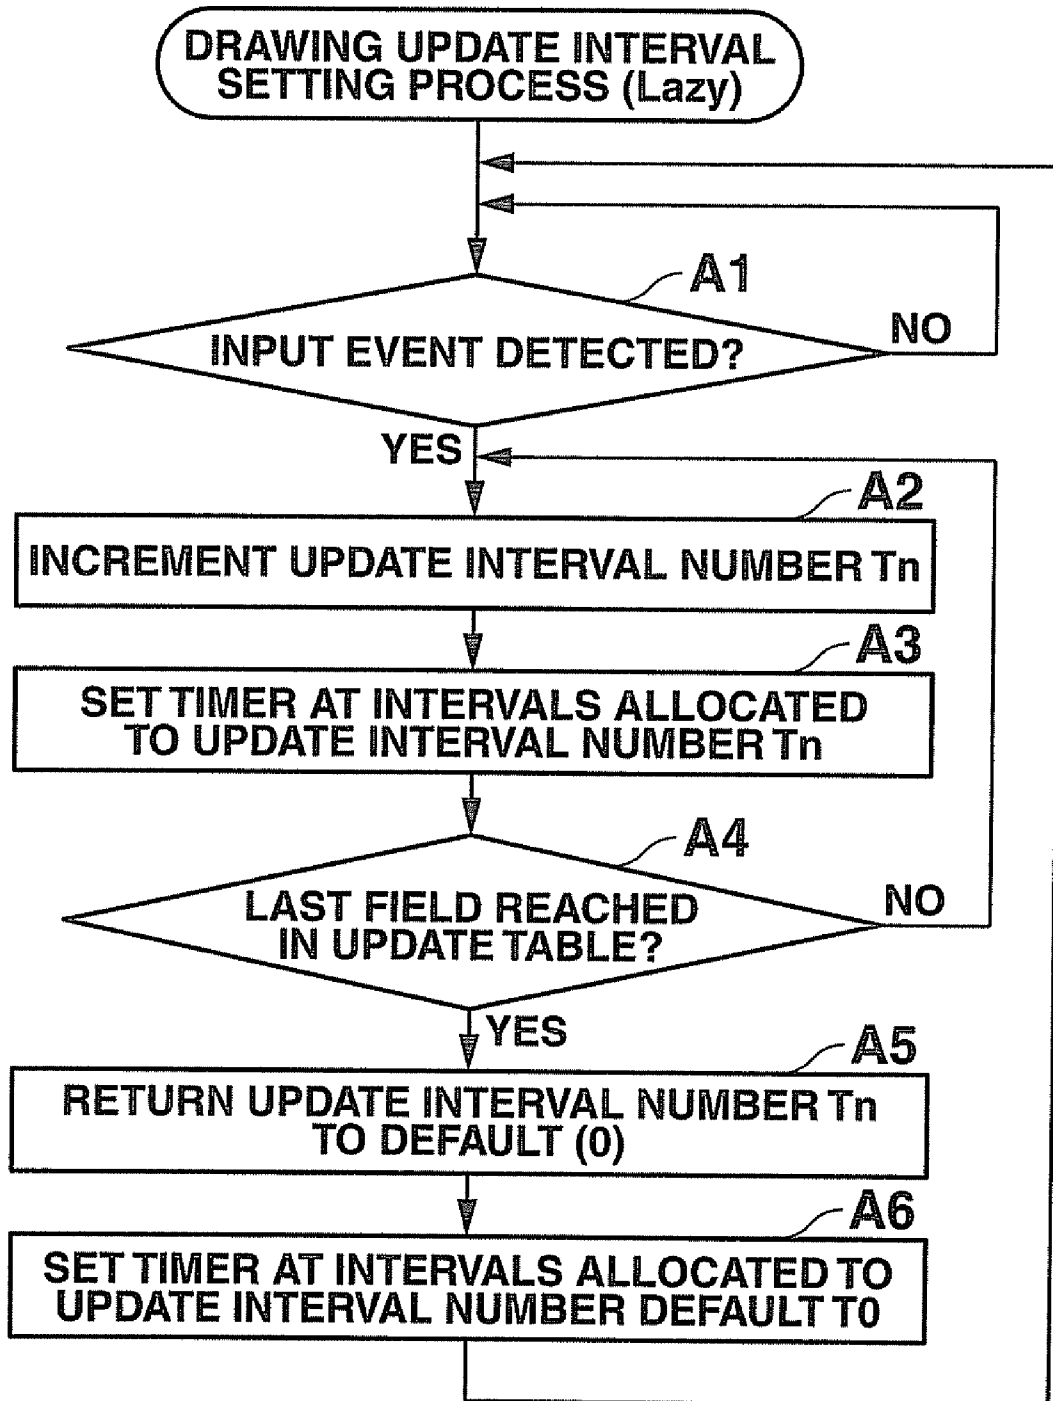 DRAWING UPDATE INTERVAL
SETTING PROCESS (Lazy)
A1
INPUT EVENT DETECTED?
NO
YES
A2
INCREMENT UPDATE INTERVAL NUMBER Tn
A3
SET TIMER AT INTERVALS ALLOCATED
TO UPDATE INTERVAL NUMBER Tn
A4
LAST FIELD REACHED
IN UPDATE TABLE?
NO
YES
A5
RETURN UPDATE INTERVAL NUMBER Tn
TO DEFAULT (0)
A6
SET TIMER AT INTERVALS ALLOCATED TO
UPDATE INTERVAL NUMBER DEFAULT T0